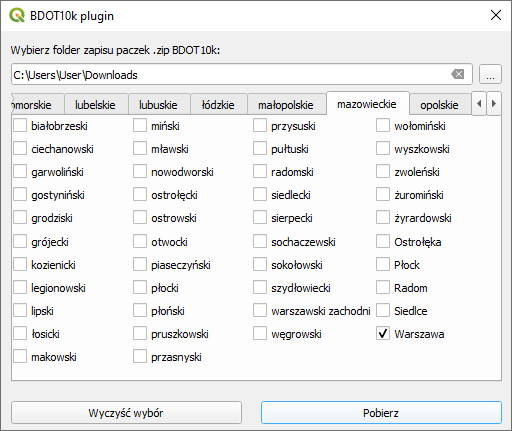 BDOT10k plugin
Wybierz folder zapisu paczek .zip BDOT10k:
C:\Users\User\Downloads
...
omorskie lubelskie lubuskie łódzkie małopolskie mazowieckie opolskie
białobrzeski miński przysuski wołomiński
ciechanowski mławski pułtuski wyszkowski
garwoliński nowodworski radomski zwoleński
gostyniński ostrołęcki siedlecki żuromiński
grodziski ostrowski sierpecki żyrardowski
grójecki otwocki sochaczewski Ostrołęka
kozienicki piaseczyński sokołowski Płock
legionowski płocki szydłowiecki Radom
lipski płoński warszawski zachodni Siedlce
łosicki pruszkowski węgrowski Warszawa
makowski przasnyski
Wyczyść wybór Pobierz